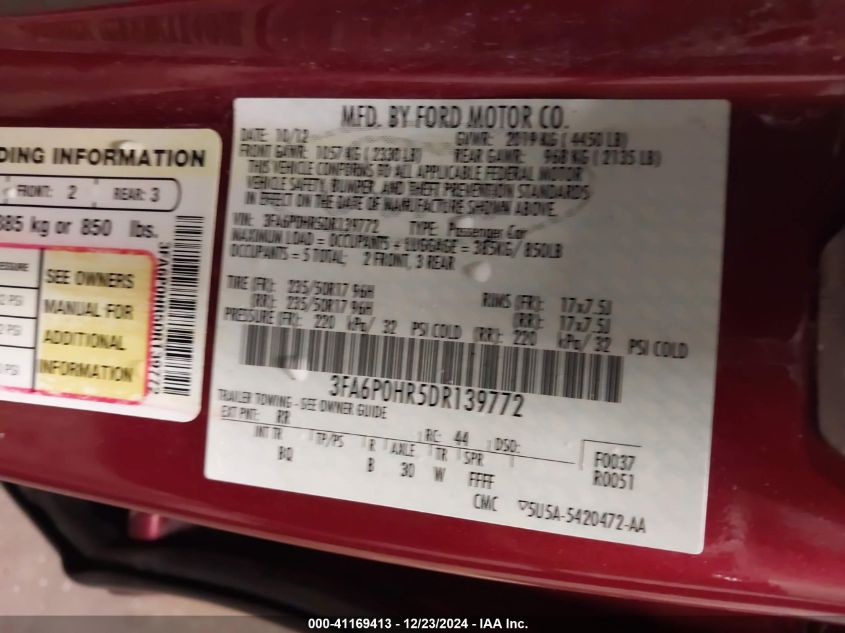 DING INFORMATION
FRONT: 2 REAR: 3
385 kg or 850 lbs.
SEE OWNERS
MANUAL FOR
ADDITIONAL
INFORMATION
3FA6P0HR5DR139772
MFD. BY FORD MOTOR CO.
DATE: 10/12 GVWR: 2019 KG ( 4450 LB)
FRONT GAWR: 1057 KG ( 2330 LB) REAR GAWR: 968 KG ( 2135 LB)
THIS VEHICLE CONFORMS TO ALL APPLICABLE FEDERAL MOTOR
VEHICLE SAFETY, BUMPER, AND THEFT PREVENTION STANDARDS
IN EFFECT ON THE DATE OF MANUFACTURE SHOWN ABOVE.
VIN: 3FA6P0HR5DR139772 TYPE: Passenger Car
MAXIMUM LOAD = OCCUPANTS + LUGGAGE = 385KG/ 850LB
OCCUPANTS = 5 TOTAL; 2 FRONT, 3 REAR
TIRE (FR): 235/50R17 96H RIMS (FR): 17x7.5J
(RR): 235/50R17 96H (RR): 17x7.5J
PRESSURE (FR): 220 kPa/ 32 PSI COLD (RR): 220 kPa/ 32 PSI COLD
3FA6P0HR5DR139772
TRAILER TOWING - SEE OWNER GUIDE
EXT PNT: RR RC: 44 DSO:
INT TR TP/PS R AXLE TR SPR F0037
BQ B 30 W FFFF R0051
CMC 5U5A-5420472-AA
000-41169413 - 12/23/2024 - IAA Inc.